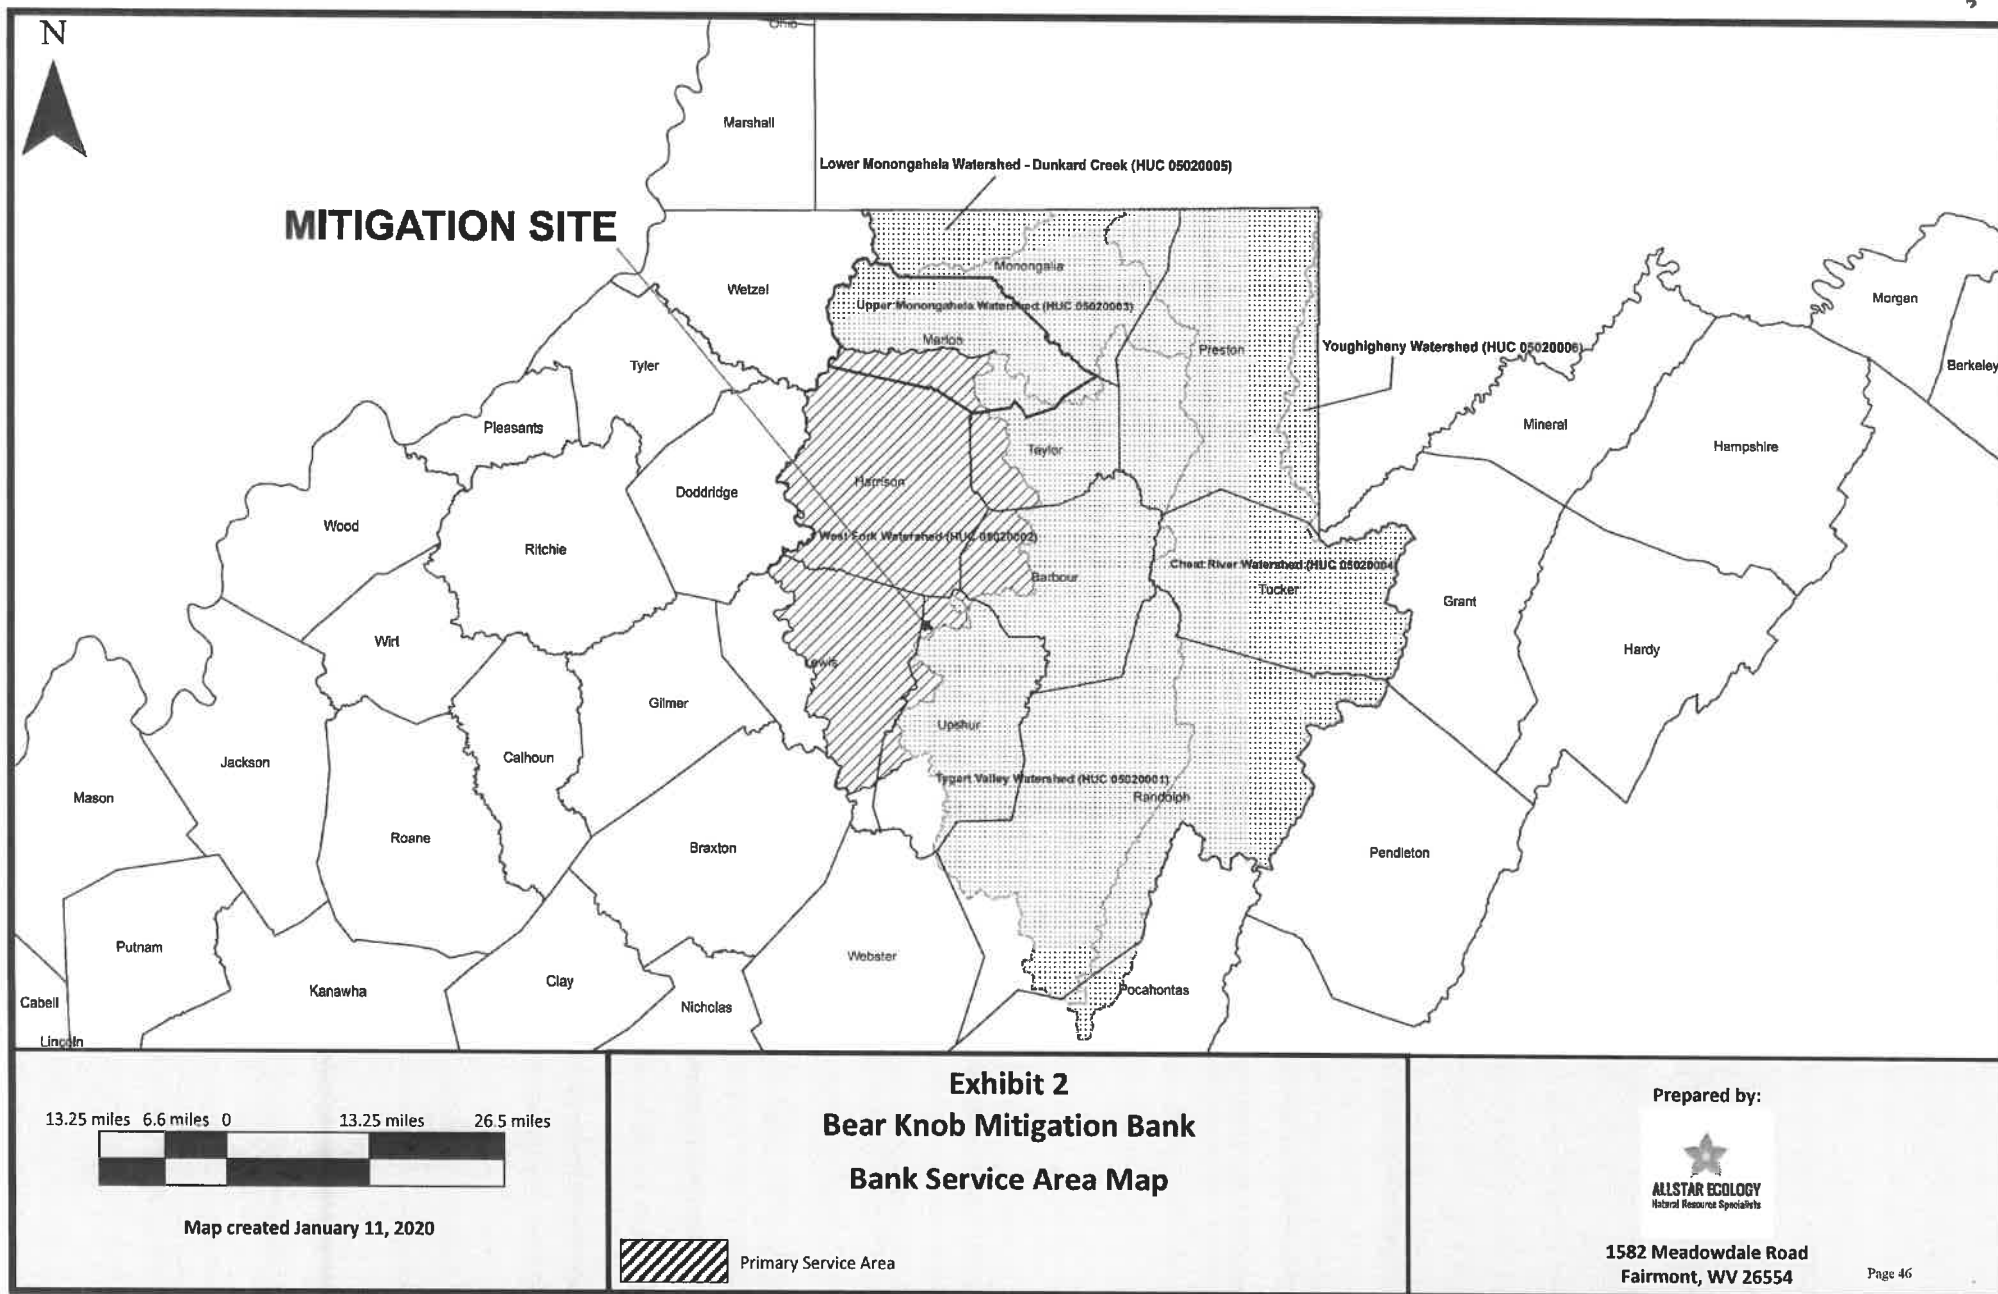 Ohio
N
Marshall
Lower Monongahela Watershed - Dunkard Creek (HUC 05020005)
MITIGATION SITE
Monongalia
Wetzel
Morgan
Upper Monongahela Watershed (HUC 05020003)
Marion
Preston
Youghigheny Watershed (HUC 05020006)
Tyler
Berkeley
Pleasants
Mineral
Taylor
Hampshire
Harrison
Doddridge
Wood
Ritchie
West Fork Watershed (HUC 05020002)
Cheat River Watershed (HUC 05020004)
Barbour
Tucker
Grant
Wirt
Hardy
Lewis
Gilmer
Upshur
Calhoun
Jackson
Tygart Valley Watershed (HUC 05020001)
Mason
Randolph
Roane
Braxton
Pendleton
Putnam
Webster
Clay
Kanawha
Pocahontas
Cabell
Nicholas
Lincoln
13.25 miles 6.6 miles 0 13.25 miles 26.5 miles
Map created January 11, 2020
Exhibit 2
Bear Knob Mitigation Bank
Bank Service Area Map
Primary Service Area
Prepared by:
ALLSTAR ECOLOGY
Natural Resource Specialists
1582 Meadowdale Road
Fairmont, WV 26554
Page 46